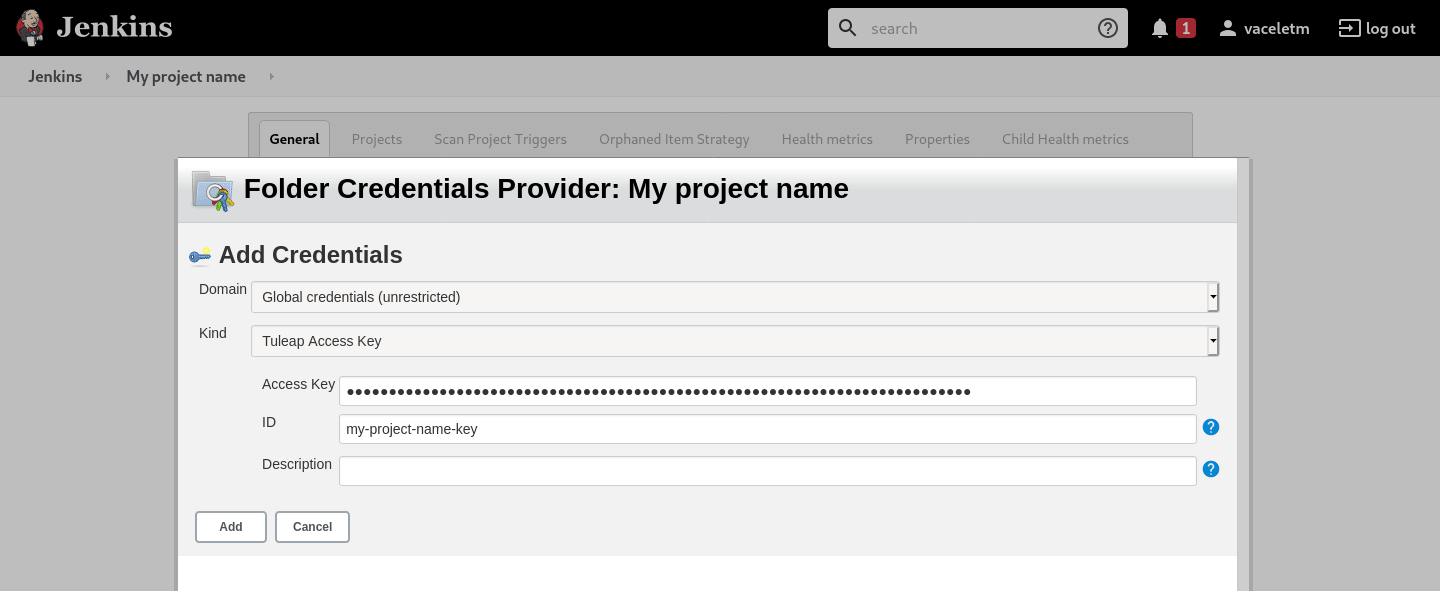 Jenkins search 1 vaceletm log out
Jenkins My project name
General Projects Scan Project Triggers Orphaned Item Strategy Health metrics Properties Child Health metrics
Folder Credentials Provider: My project name
Add Credentials
Domain Global credentials (unrestricted)
Kind Tuleap Access Key
Access Key
ID my-project-name-key
Description
Add Cancel